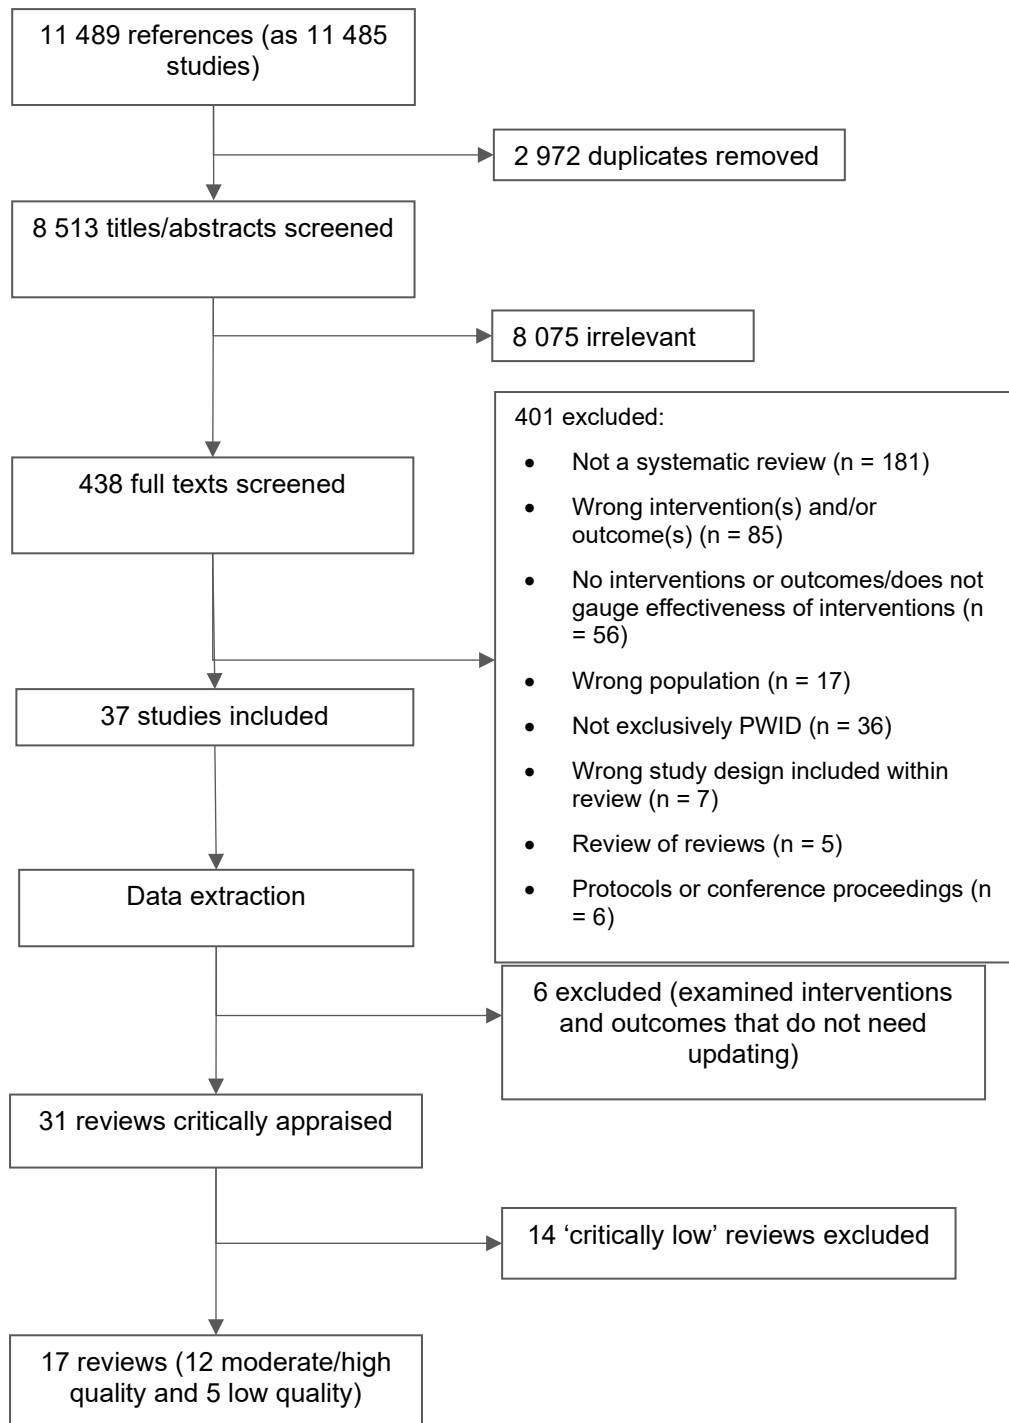 11 489 references (as 11 485
studies)
2 972 duplicates removed
8 513 titles/abstracts screened
8 075 irrelevant
438 full texts screened
401 excluded:
• Not a systematic review (n = 181)
• Wrong intervention(s) and/or
outcome(s) (n = 85)
• No interventions or outcomes/does not
gauge effectiveness of interventions (n
= 56)
• Wrong population (n = 17)
• Not exclusively PWID (n = 36)
• Wrong study design included within
review (n = 7)
• Review of reviews (n = 5)
• Protocols or conference proceedings (n
= 6)
37 studies included
Data extraction
6 excluded (examined interventions
and outcomes that do not need
updating)
31 reviews critically appraised
14 ‘critically low’ reviews excluded
17 reviews (12 moderate/high
quality and 5 low quality)